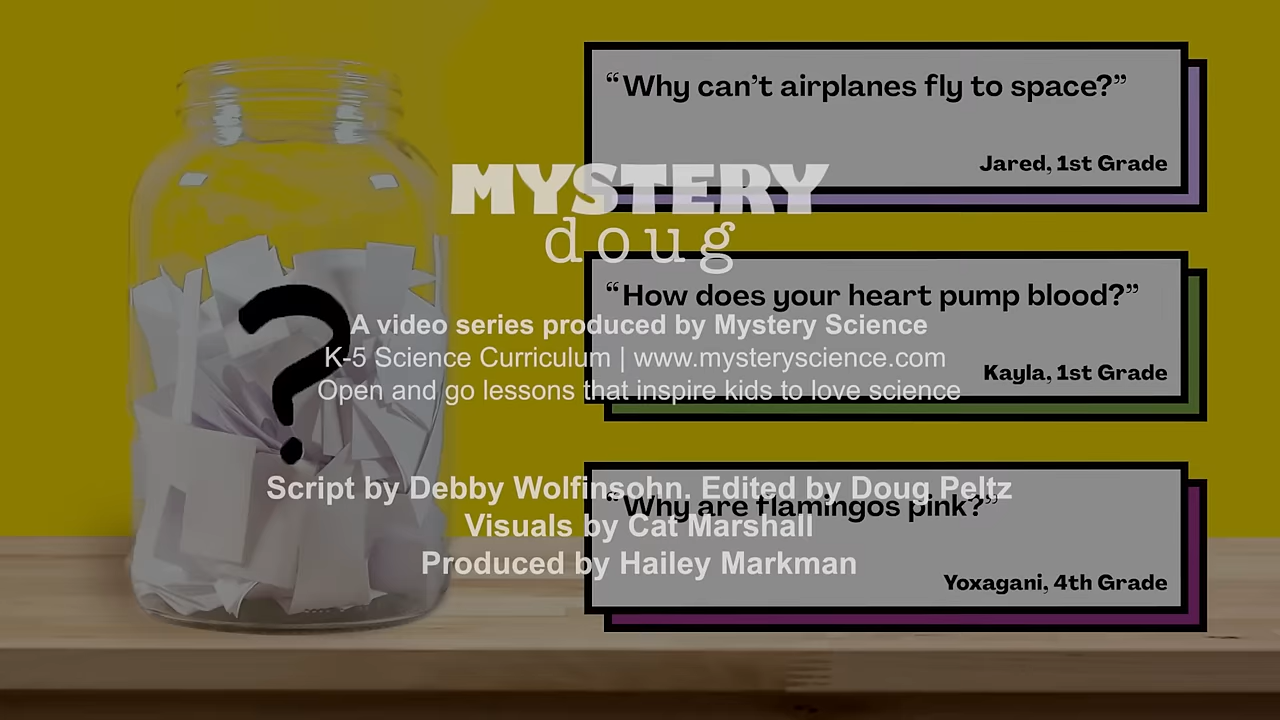 “Why can’t airplanes fly to space?”
Jared, 1st Grade
MYSTERY
doug
“How does your heart pump blood?”
Kayla, 1st Grade
A video series produced by Mystery Science
K-5 Science Curriculum | www.mysteryscience.com
Open and go lessons that inspire kids to love science
Script by Debby Wolfinsohn. Edited by Doug Peltz
“Why are flamingos pink?”
Visuals by Cat Marshall
Produced by Hailey Markman
Yoxagani, 4th Grade
?